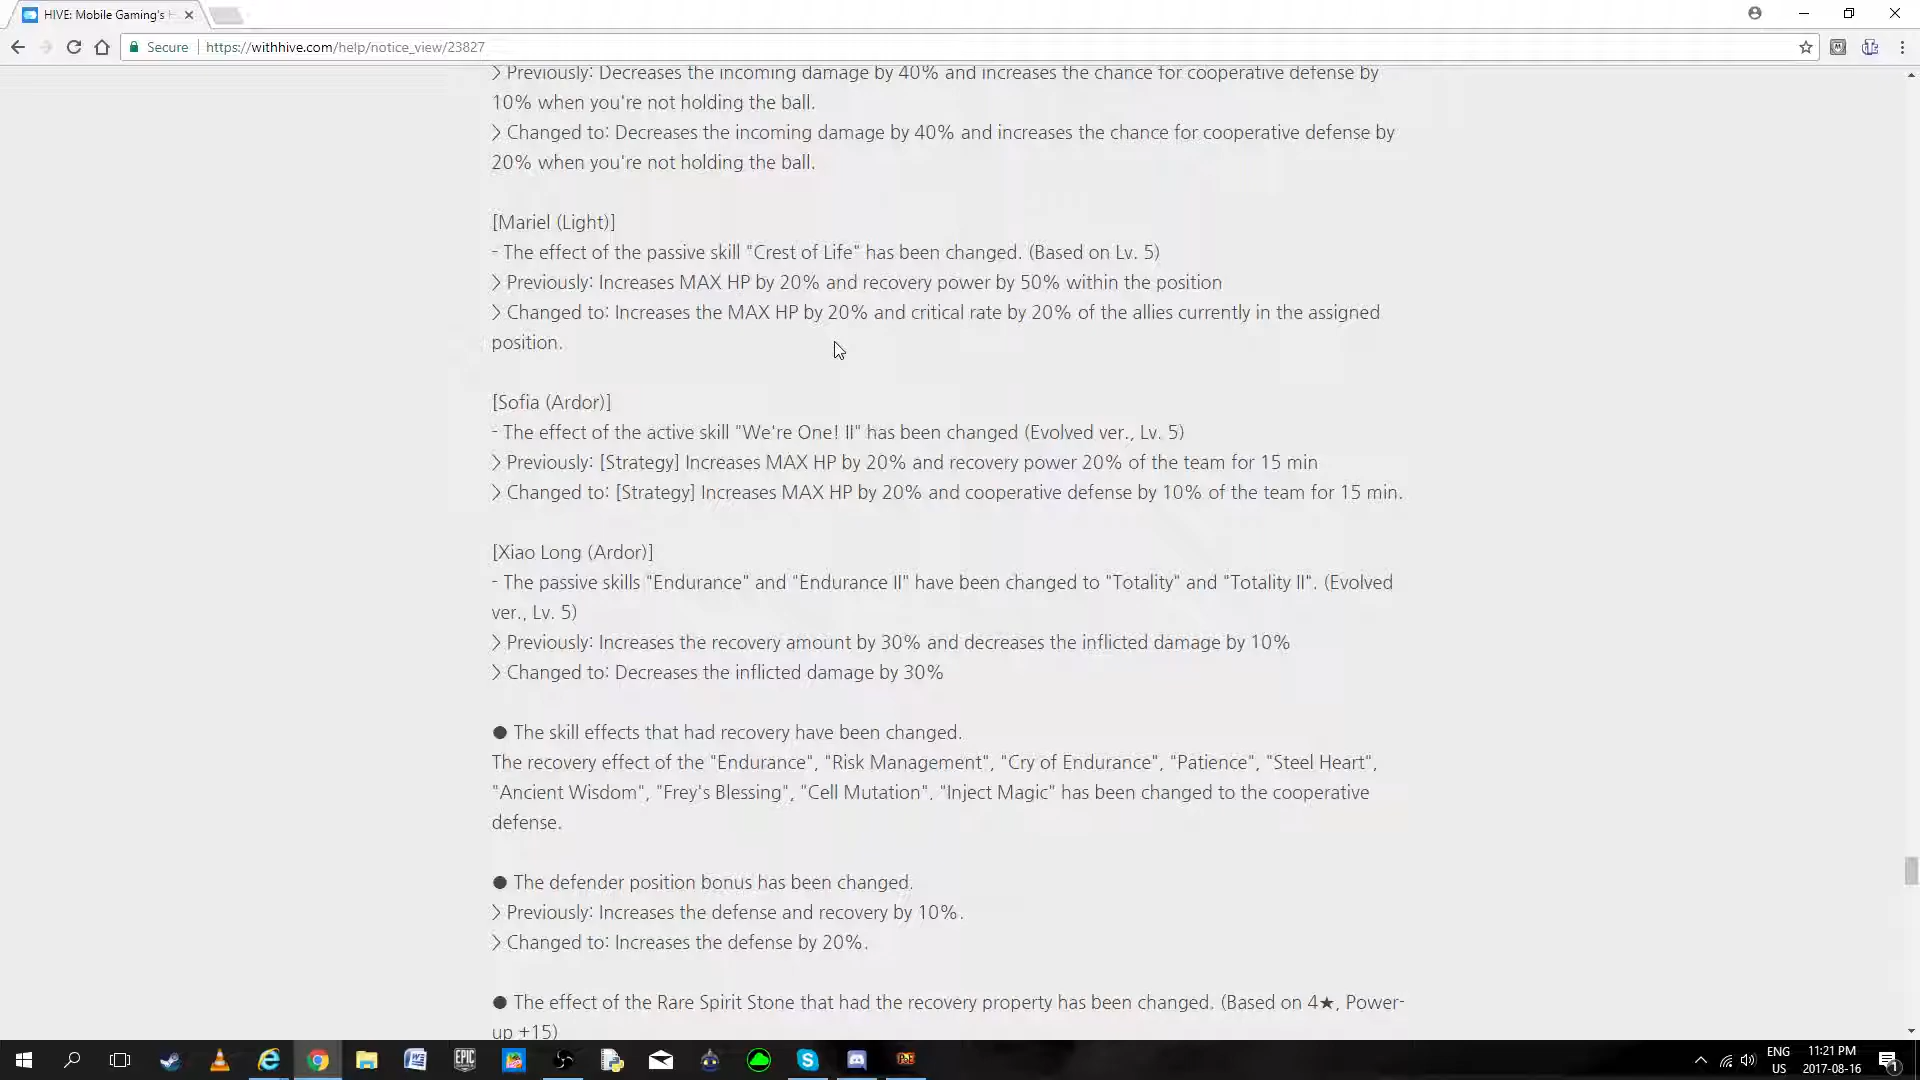 HIVE: Mobile Gaming's H
Secure
https://withhive.com/help/notice_view/23827
> Previously: Decreases the incoming damage by 40% and increases the chance for cooperative defense by
10% when you're not holding the ball.
> Changed to: Decreases the incoming damage by 40% and increases the chance for cooperative defense by
20% when you're not holding the ball.
[Mariel (Light)]
- The effect of the passive skill "Crest of Life" has been changed. (Based on Lv. 5)
> Previously: Increases MAX HP by 20% and recovery power by 50% within the position
> Changed to: Increases the MAX HP by 20% and critical rate by 20% of the allies currently in the assigned
position.
[Sofia (Ardor)]
- The effect of the active skill "We're One! II" has been changed (Evolved ver., Lv. 5)
> Previously: [Strategy] Increases MAX HP by 20% and recovery power 20% of the team for 15 min
> Changed to: [Strategy] Increases MAX HP by 20% and cooperative defense by 10% of the team for 15 min.
[Xiao Long (Ardor)]
- The passive skills "Endurance" and "Endurance II" have been changed to "Totality" and "Totality II". (Evolved
ver., Lv. 5)
> Previously: Increases the recovery amount by 30% and decreases the inflicted damage by 10%
> Changed to: Decreases the inflicted damage by 30%
● The skill effects that had recovery have been changed.
The recovery effect of the "Endurance", "Risk Management", "Cry of Endurance", "Patience", "Steel Heart",
"Ancient Wisdom", "Frey's Blessing", "Cell Mutation". "Inject Magic" has been changed to the cooperative
defense.
● The defender position bonus has been changed.
> Previously: Increases the defense and recovery by 10%.
> Changed to: Increases the defense by 20%.
● The effect of the Rare Spirit Stone that had the recovery property has been changed. (Based on 4★, Power-
up +15)
EPIC
ENG
US
11:21 PM
2017-08-16
1